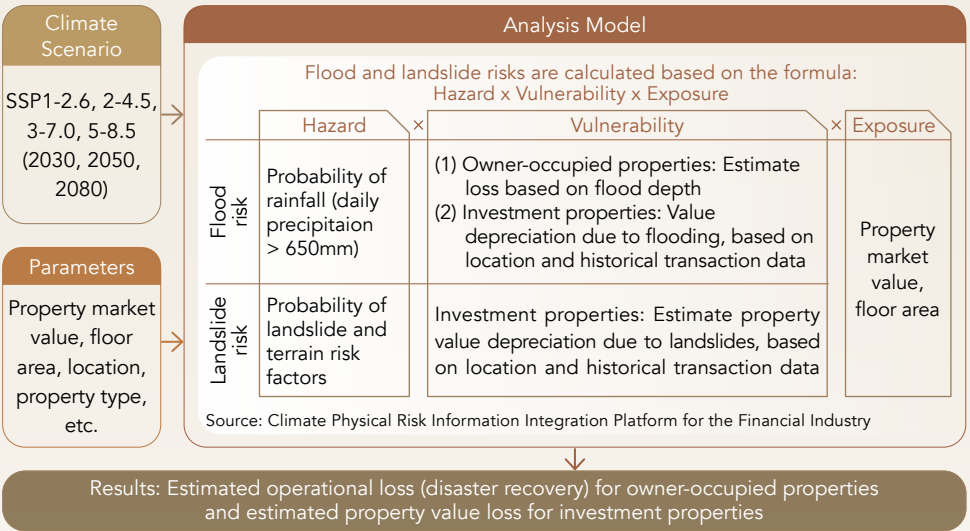 Climate
Scenario
SSP1-2.6, 2-4.5,
3-7.0, 5-8.5
(2030, 2050,
2080)
Parameters
Property market
value, floor
area, location,
property type,
etc.
Analysis Model
Flood and landslide risks are calculated based on the formula:
Hazard x Vulnerability x Exposure
Hazard × Vulnerability × Exposure
Flood
risk
Probability of
rainfall (daily
precipitaion
> 650mm)
(1) Owner-occupied properties: Estimate
loss based on flood depth
(2) Investment properties: Value
depreciation due to flooding, based on
location and historical transaction data
Property
market
value,
floor area
Landslide
risk
Probability of
landslide and
terrain risk
factors
Investment properties: Estimate property
value depreciation due to landslides, based
on location and historical transaction data
Source: Climate Physical Risk Information Integration Platform for the Financial Industry
Results: Estimated operational loss (disaster recovery) for owner-occupied properties
and estimated property value loss for investment properties